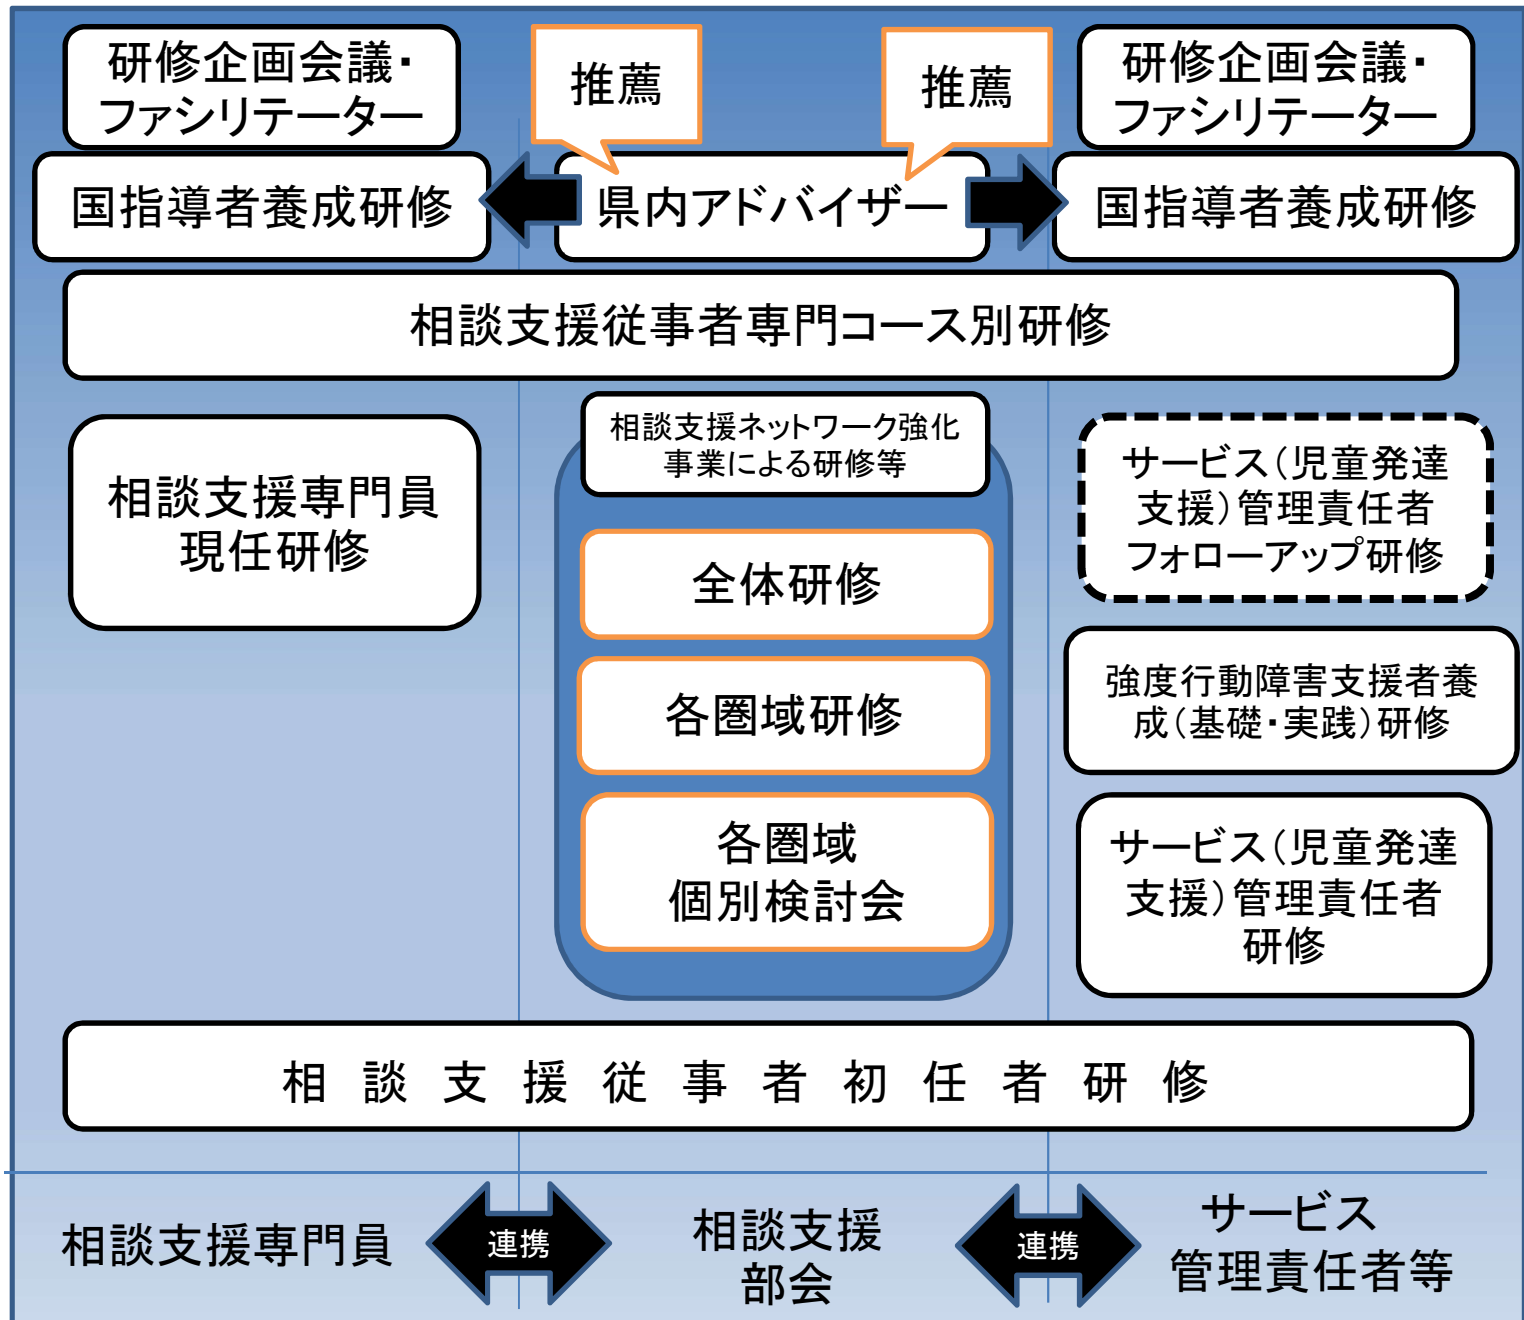 研修企画会議・
ファシリテーター
推薦
推薦
研修企画会議・
ファシリテーター
国指導者養成研修
県内アドバイザー
国指導者養成研修
相談支援従事者専門コース別研修
相談支援専門員
現任研修
相談支援ネットワーク強化
事業による研修等
全体研修
各圏域研修
各圏域
個別検討会
サービス(児童発達
支援)管理責任者
フォローアップ研修
強度行動障害支援者養
成(基礎・実践)研修
サービス(児童発達
支援)管理責任者
研修
相談支援従事者初任者研修
相談支援専門員
連携
相談支援
部会
連携
サービス
管理責任者等